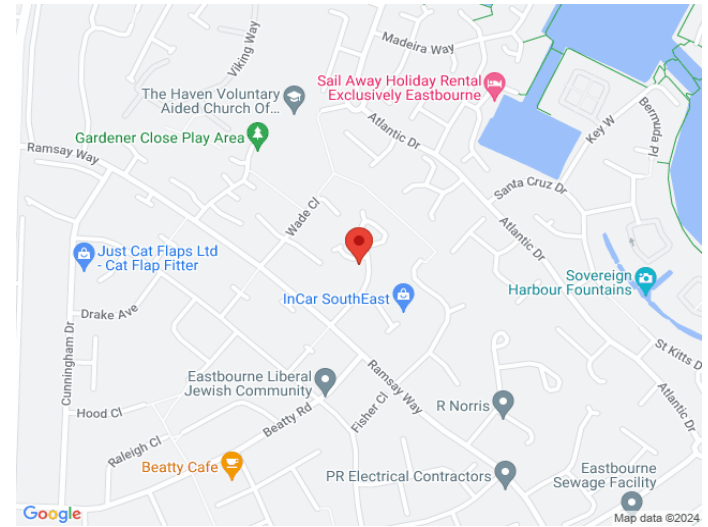 Madeira Way
Viking Way
Sail Away Holiday Rental
Exclusively Eastbourne
The Haven Voluntary
Aided Church Of...
Gardener Close Play Area
Atlantic Dr
Key W
Bermuda Pl
Ramsay Way
Santa Cruz Dr
Wade Cl
Atlantic Dr
Just Cat Flaps Ltd
- Cat Flap Fitter
InCar SouthEast
Sovereign
Harbour Fountains
Drake Ave
Cunningham Dr
St Kitts D
Eastbourne Liberal
Jewish Community
Ramsay Way
Atlantic Dr
R Norris
Hood Cl
Beatty Rd
Fisher Cl
Raleigh Cl
Beatty Cafe
PR Electrical Contractors
Eastbourne
Sewage Facility
Google
Map data ©2024